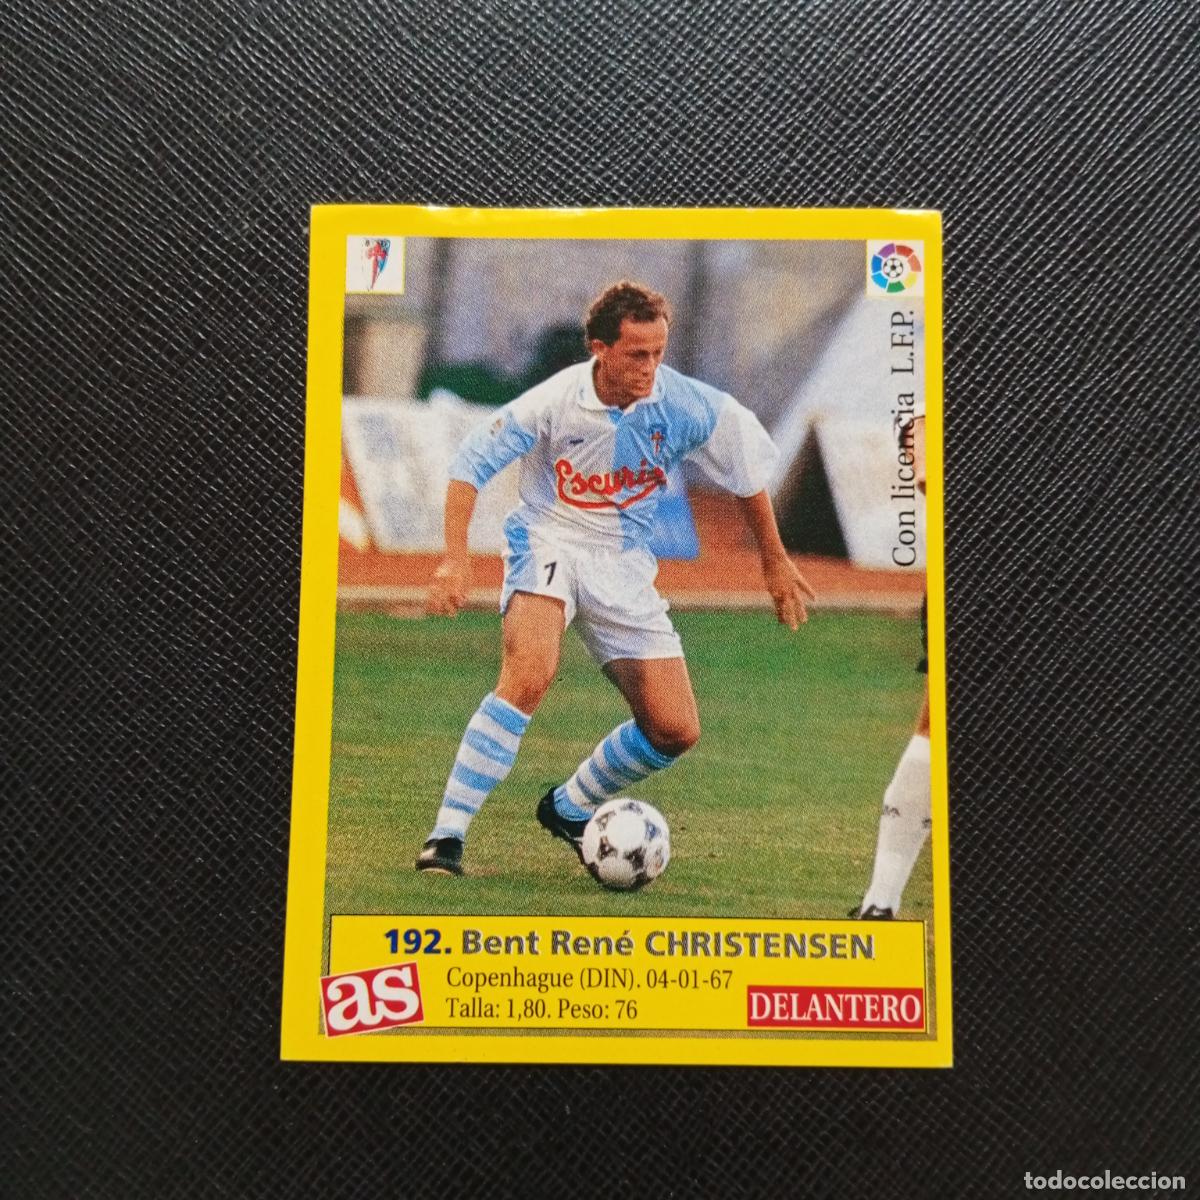 Con licencia L.F.P.
Escuri
7
192. Bent René CHRISTENSEN
as
Copenhague (DIN). 04-01-67
Talla: 1,80. Peso: 76
DELANTERO
todocoleccion